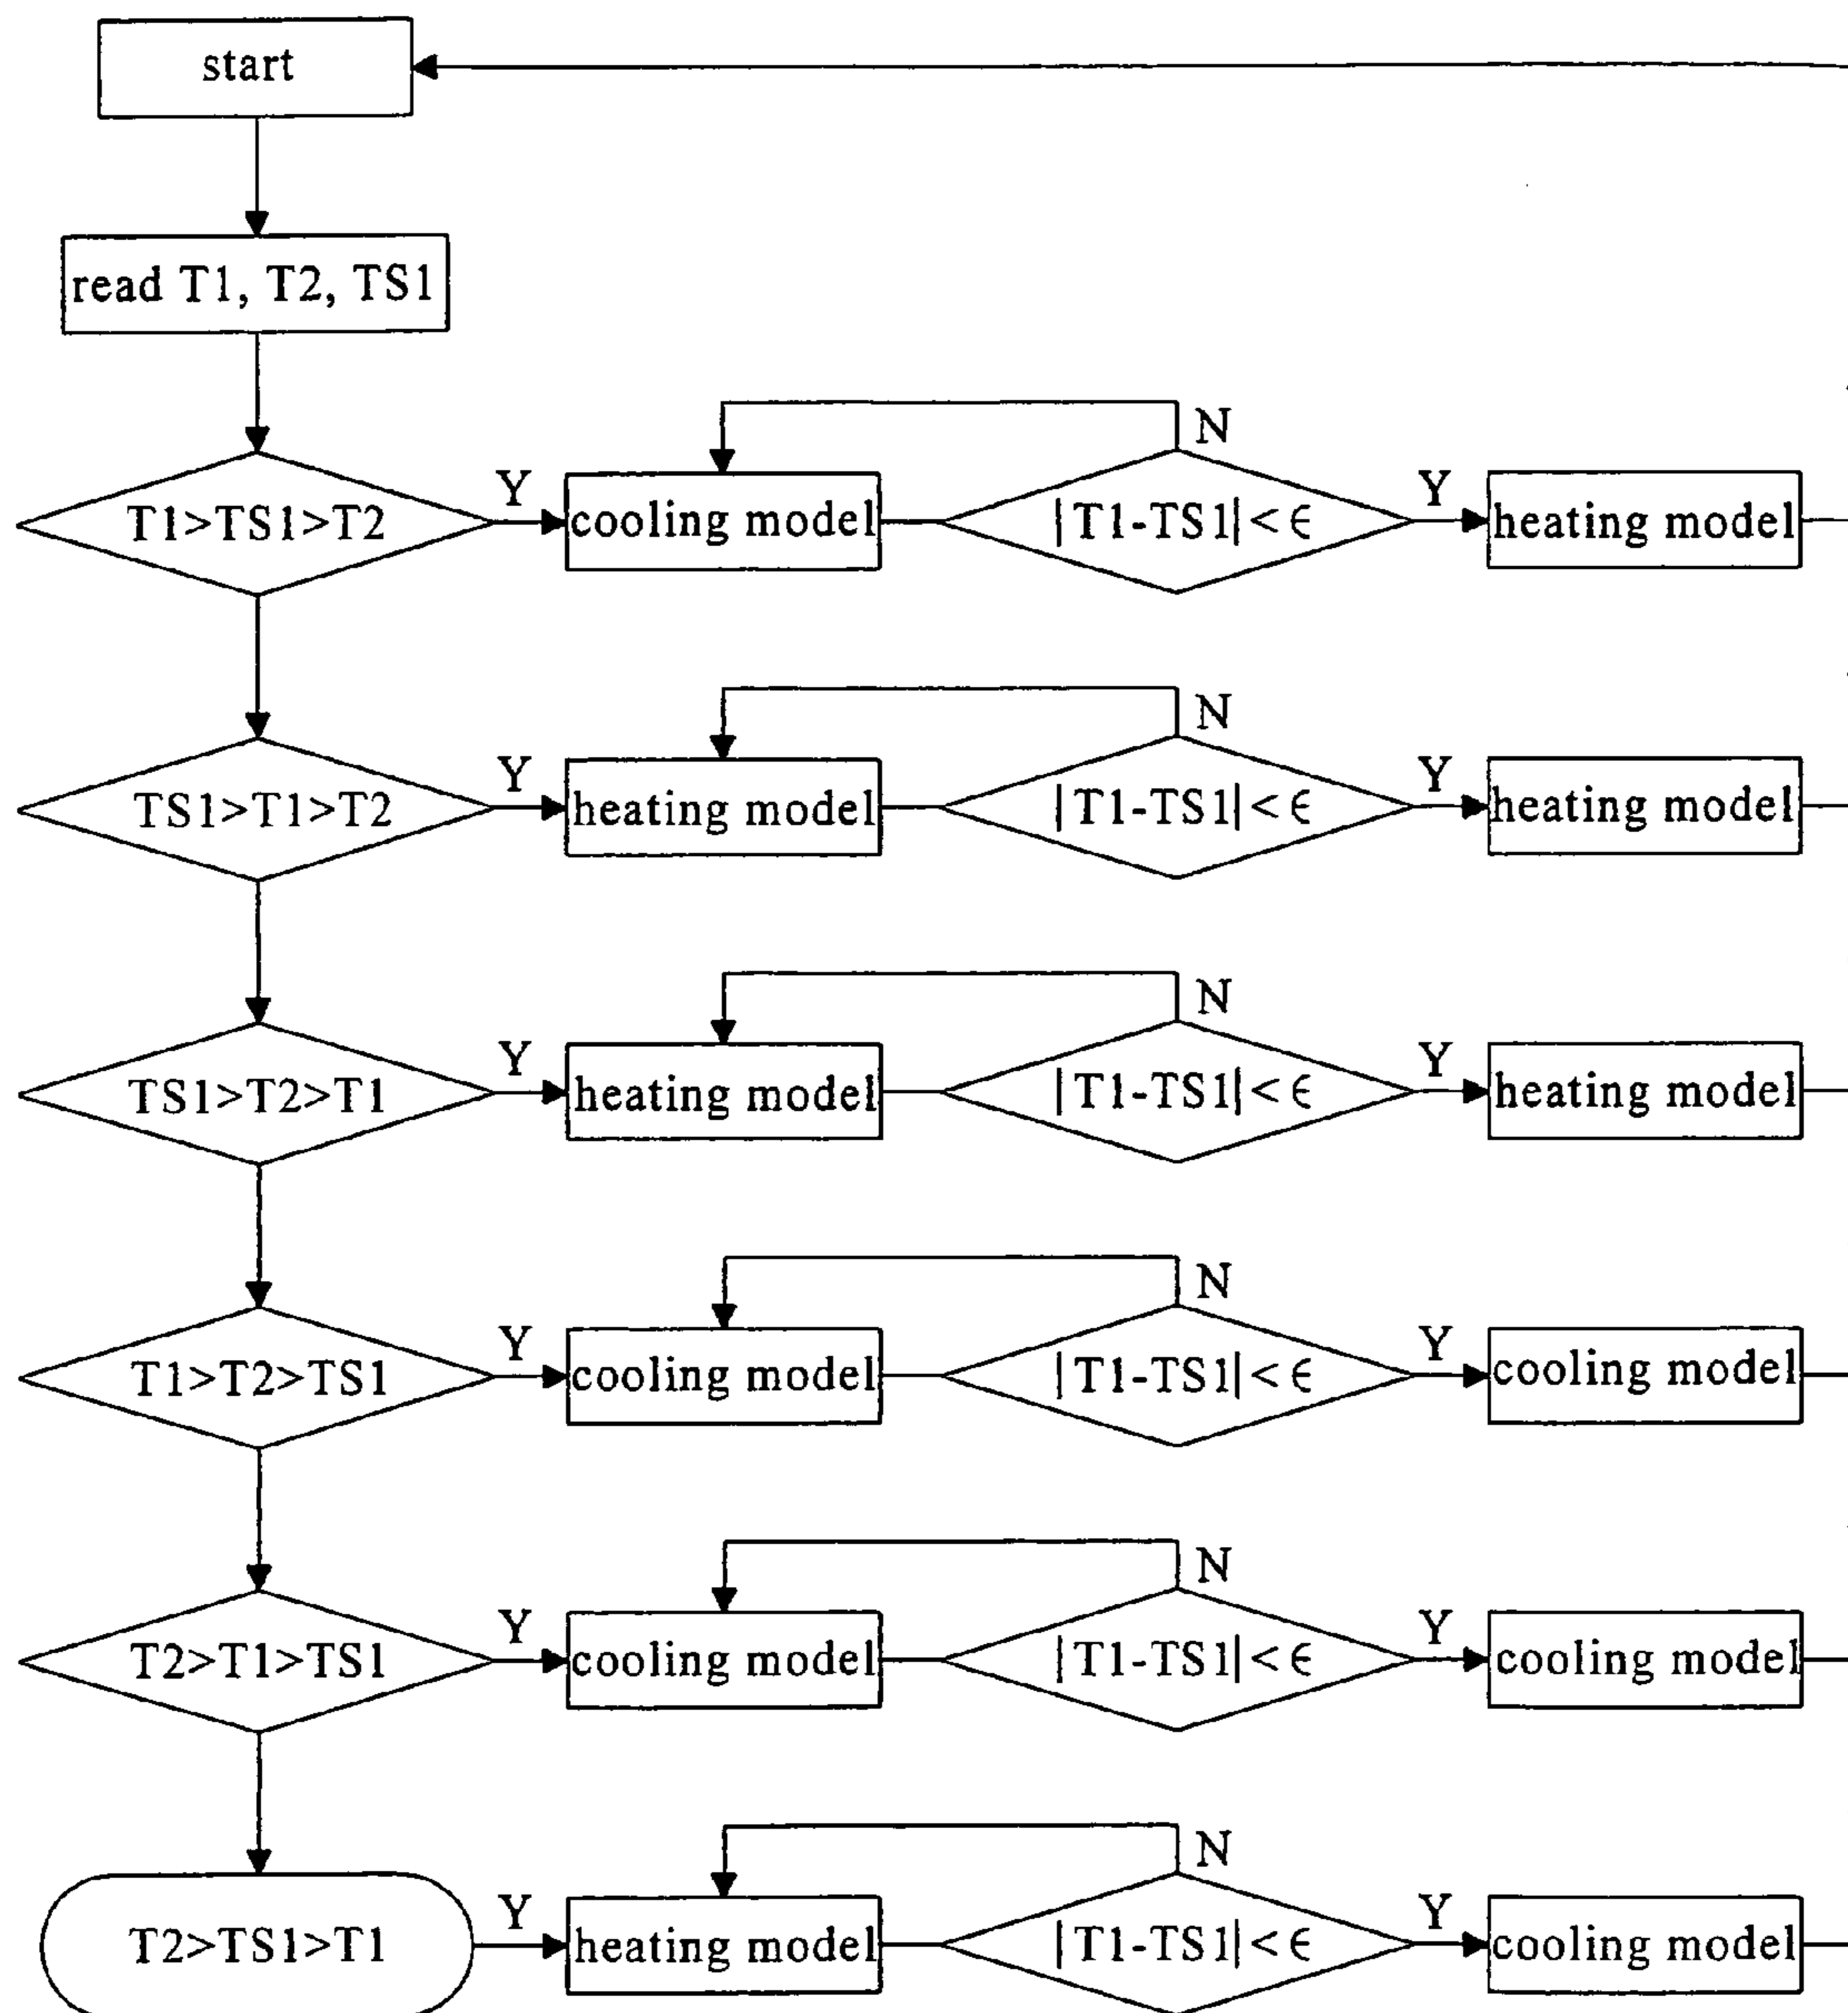 start
read T1, T2, TS1
T1>TS1>T2
Y
cooling model
N
|T1-TS1|<ϵ
Y
heating model
TS1>T1>T2
Y
heating model
N
|T1-TS1|<ϵ
Y
heating model
TS1>T2>T1
Y
heating model
N
|T1-TS1|<ϵ
Y
heating model
T1>T2>TS1
Y
cooling model
N
|T1-TS1|<ϵ
Y
cooling model
T2>T1>TS1
Y
cooling model
N
|T1-TS1|<ϵ
Y
cooling model
T2>TS1>T1
Y
heating model
N
|T1-TS1|<ϵ
Y
cooling model